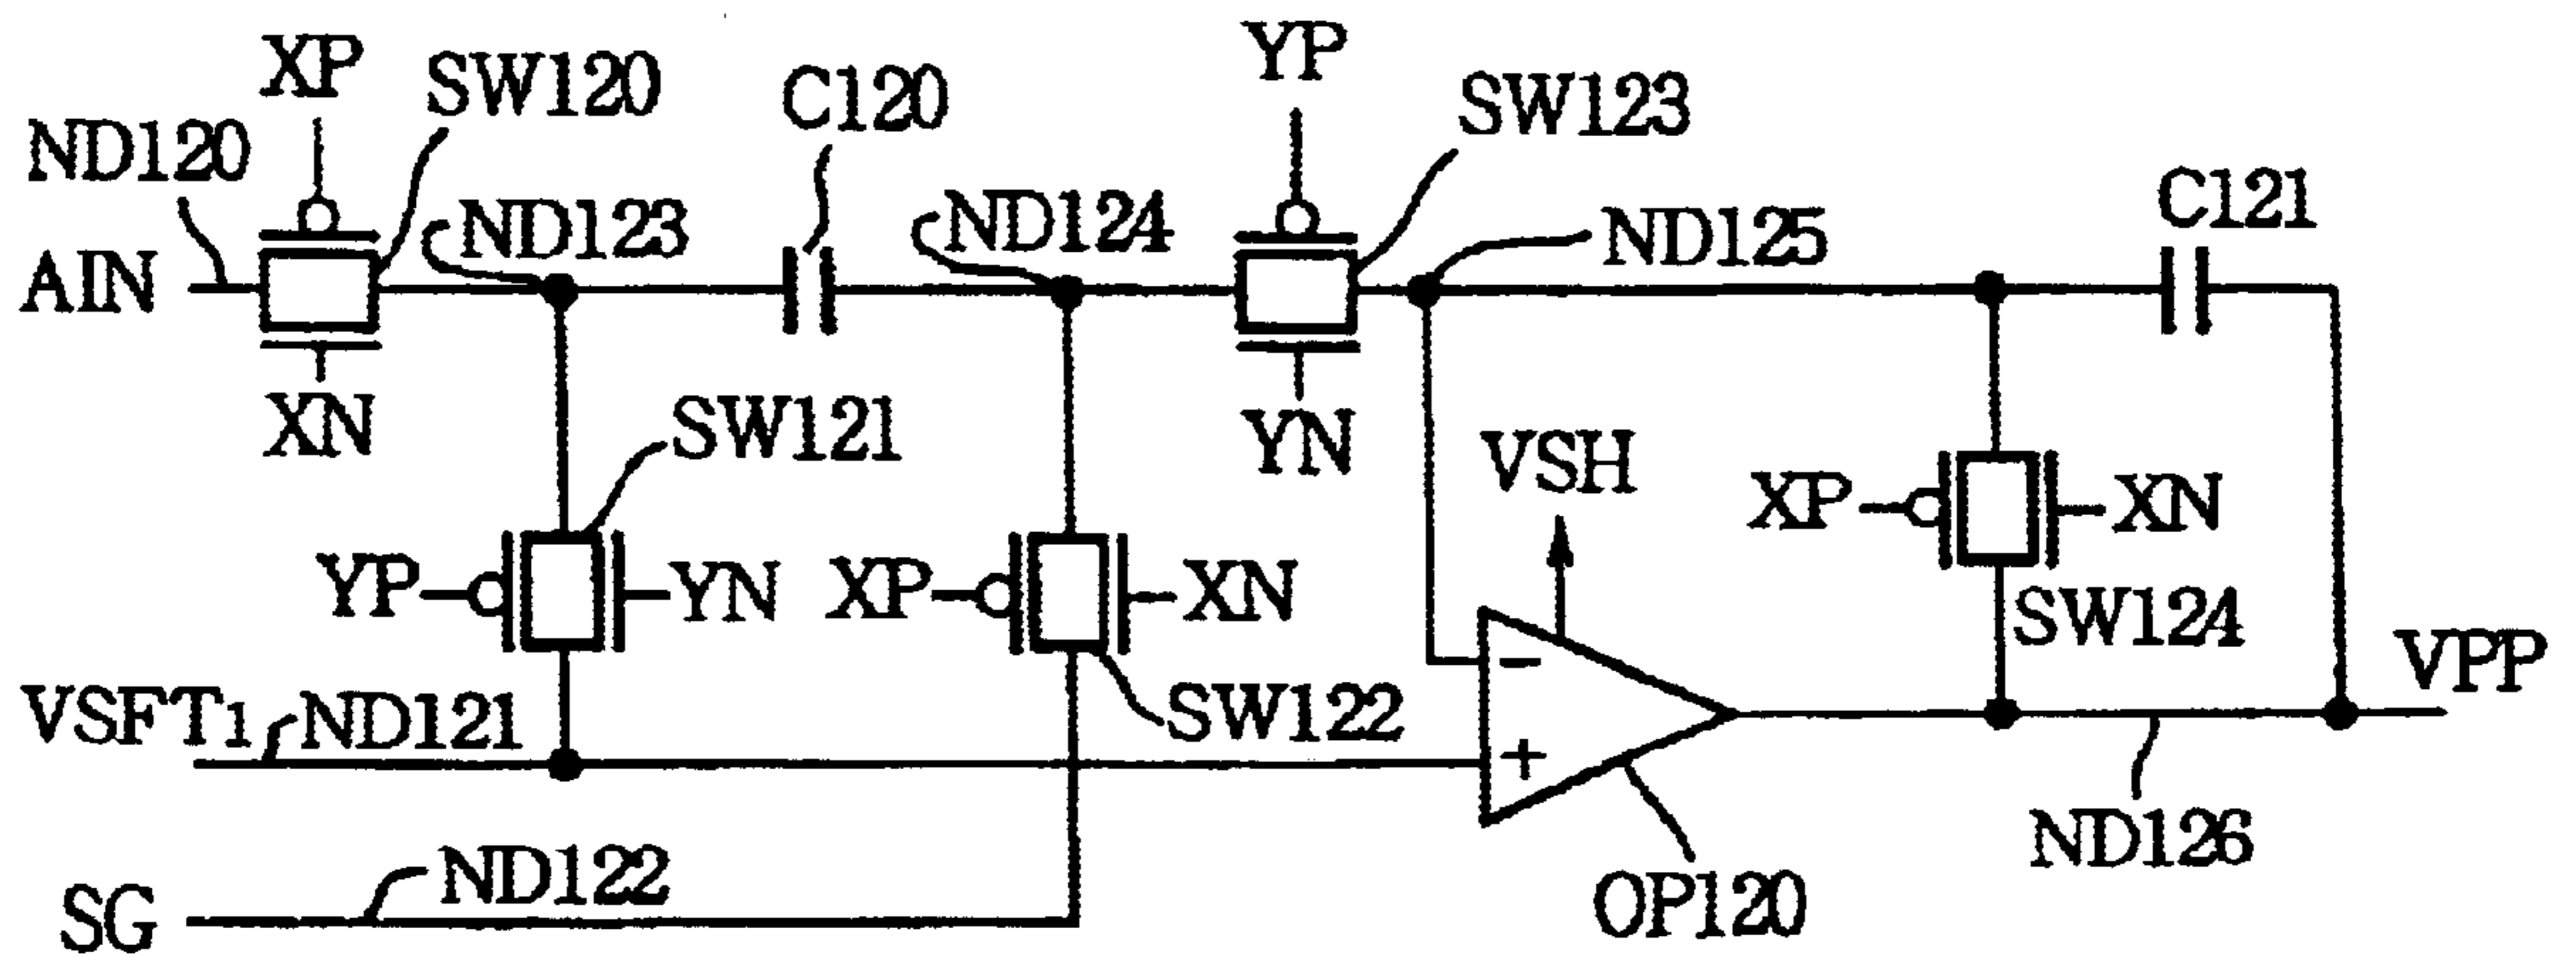 XP
SW120
C120
YP
SW123
ND120
ND123
ND124
ND125
C121
AIN
XN
SW121
YN
VSH
XP
XN
YP
YN
XP
XN
SW124
VSFT1
ND121
SW122
−
+
VPP
ND122
ND126
SG
OP120